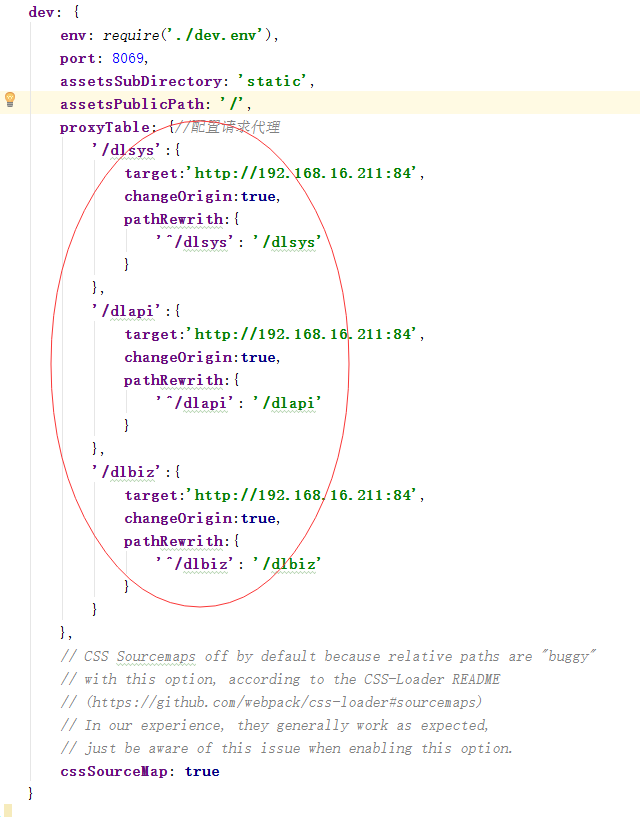 dev: {
env: require('./dev.env'),
port: 8069,
assetsSubDirectory: 'static',
assetsPublicPath: '/',
proxyTable: {//配置请求代理
'/dlsys':{
target:'http://192.168.16.211:84',
changeOrigin:true,
pathRewrith:{
'^/dlsys': '/dlsys'
}
},
'/dlapi':{
target:'http://192.168.16.211:84',
changeOrigin:true,
pathRewrith:{
'^/dlapi': '/dlapi'
}
},
'/dlbiz':{
target:'http://192.168.16.211:84',
changeOrigin:true,
pathRewrith:{
'^/dlbiz': '/dlbiz'
}
}
},
// CSS Sourcemaps off by default because relative paths are "buggy"
// with this option, according to the CSS-Loader README
// (https://github.com/webpack/css-loader#sourcemaps)
// In our experience, they generally work as expected,
// just be aware of this issue when enabling this option.
cssSourceMap: true
}